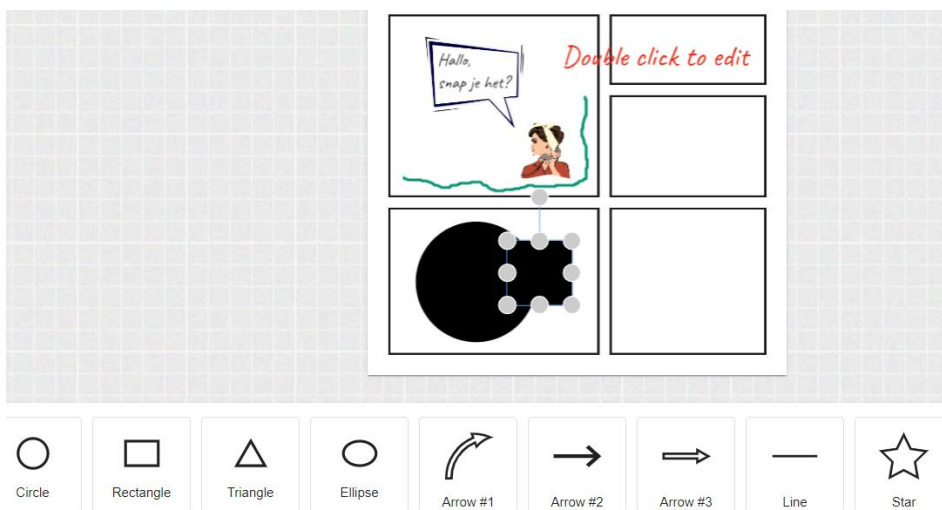 Hallo,
snap je het?
Double click to edit
Circle
Rectangle
Triangle
Ellipse
Arrow #1
Arrow #2
Arrow #3
Line
Star